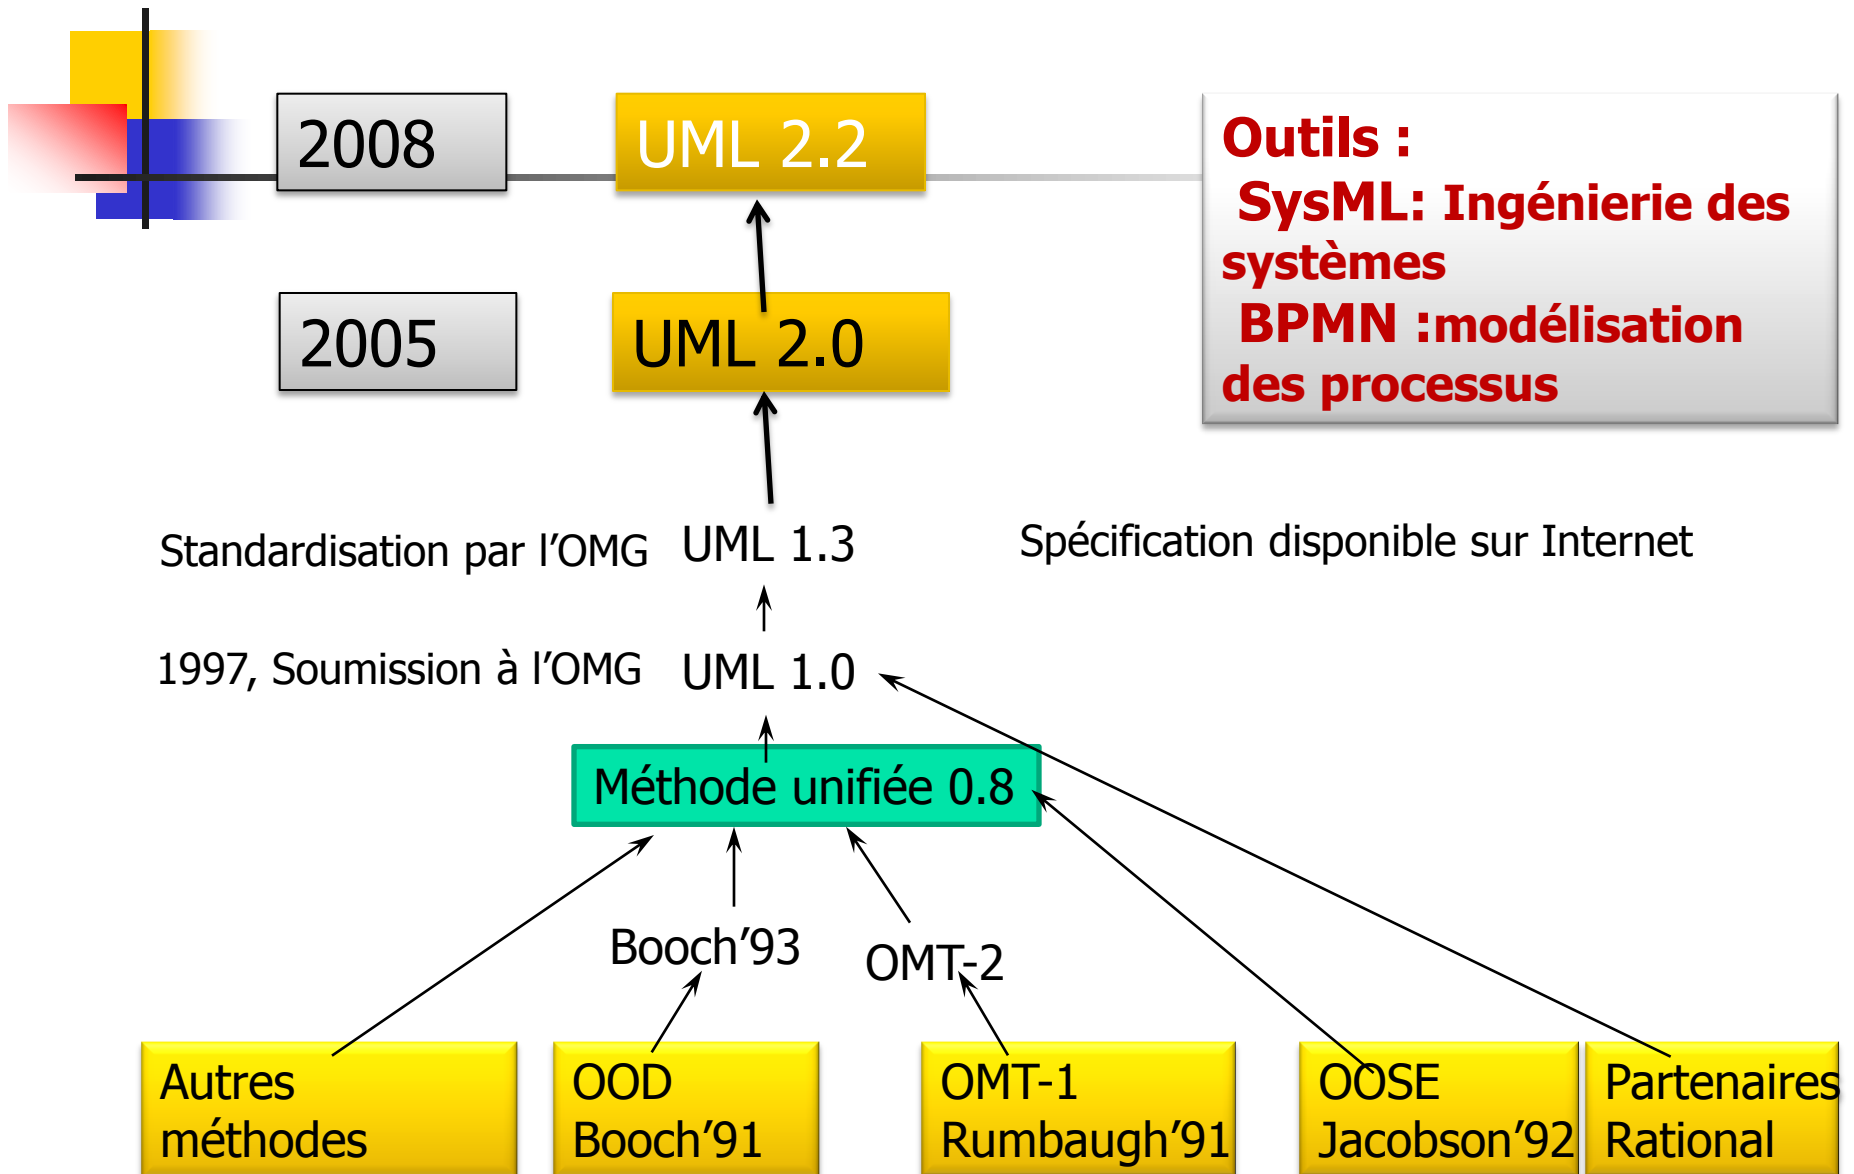 2008
UML 2.2
Outils :
SysML: Ingénierie des
systèmes
BPMN :modélisation
des processus
2005
UML 2.0
Standardisation par l’OMG
UML 1.3
Spécification disponible sur Internet
1997, Soumission à l’OMG
UML 1.0
Méthode unifiée 0.8
Booch’93
OMT-2
Autres
méthodes
OOD
Booch’91
OMT-1
Rumbaugh’91
OOSE
Jacobson’92
Partenaires
Rational